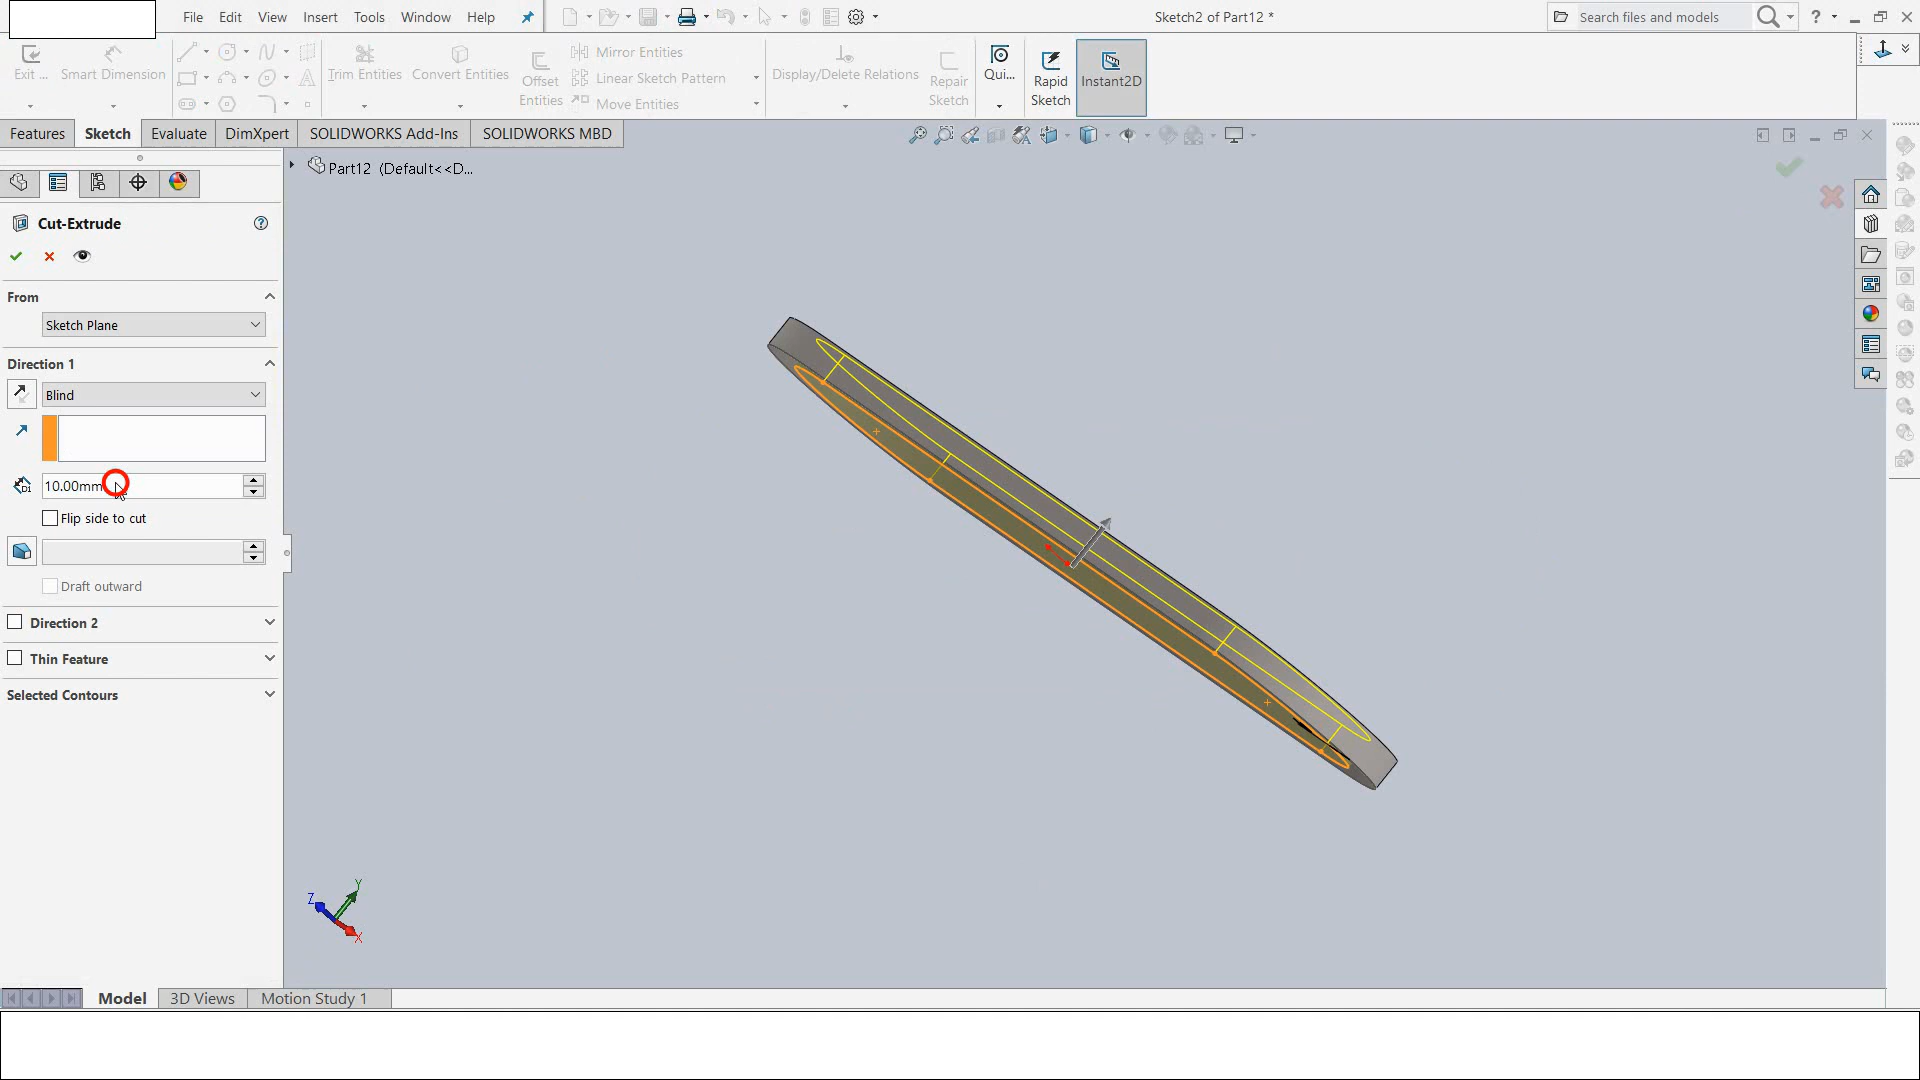 File Edit View Insert Tools Window Help
Sketch2 of Part12 *
Search files and models
?
Exit ...
Smart Dimension
Trim Entities
Convert Entities
Offset Entities
Mirror Entities
Linear Sketch Pattern
Move Entities
Display/Delete Relations
Repair Sketch
Qui...
Rapid Sketch
Instant2D
Features Sketch Evaluate DimXpert SOLIDWORKS Add-Ins SOLIDWORKS MBD
Part12 (Default<<D...
Cut-Extrude
?
From
Sketch Plane
Direction 1
Blind
D1
10.00mm
Flip side to cut
Draft outward
Direction 2
Thin Feature
Selected Contours
Y
Z
X
Model 3D Views Motion Study 1